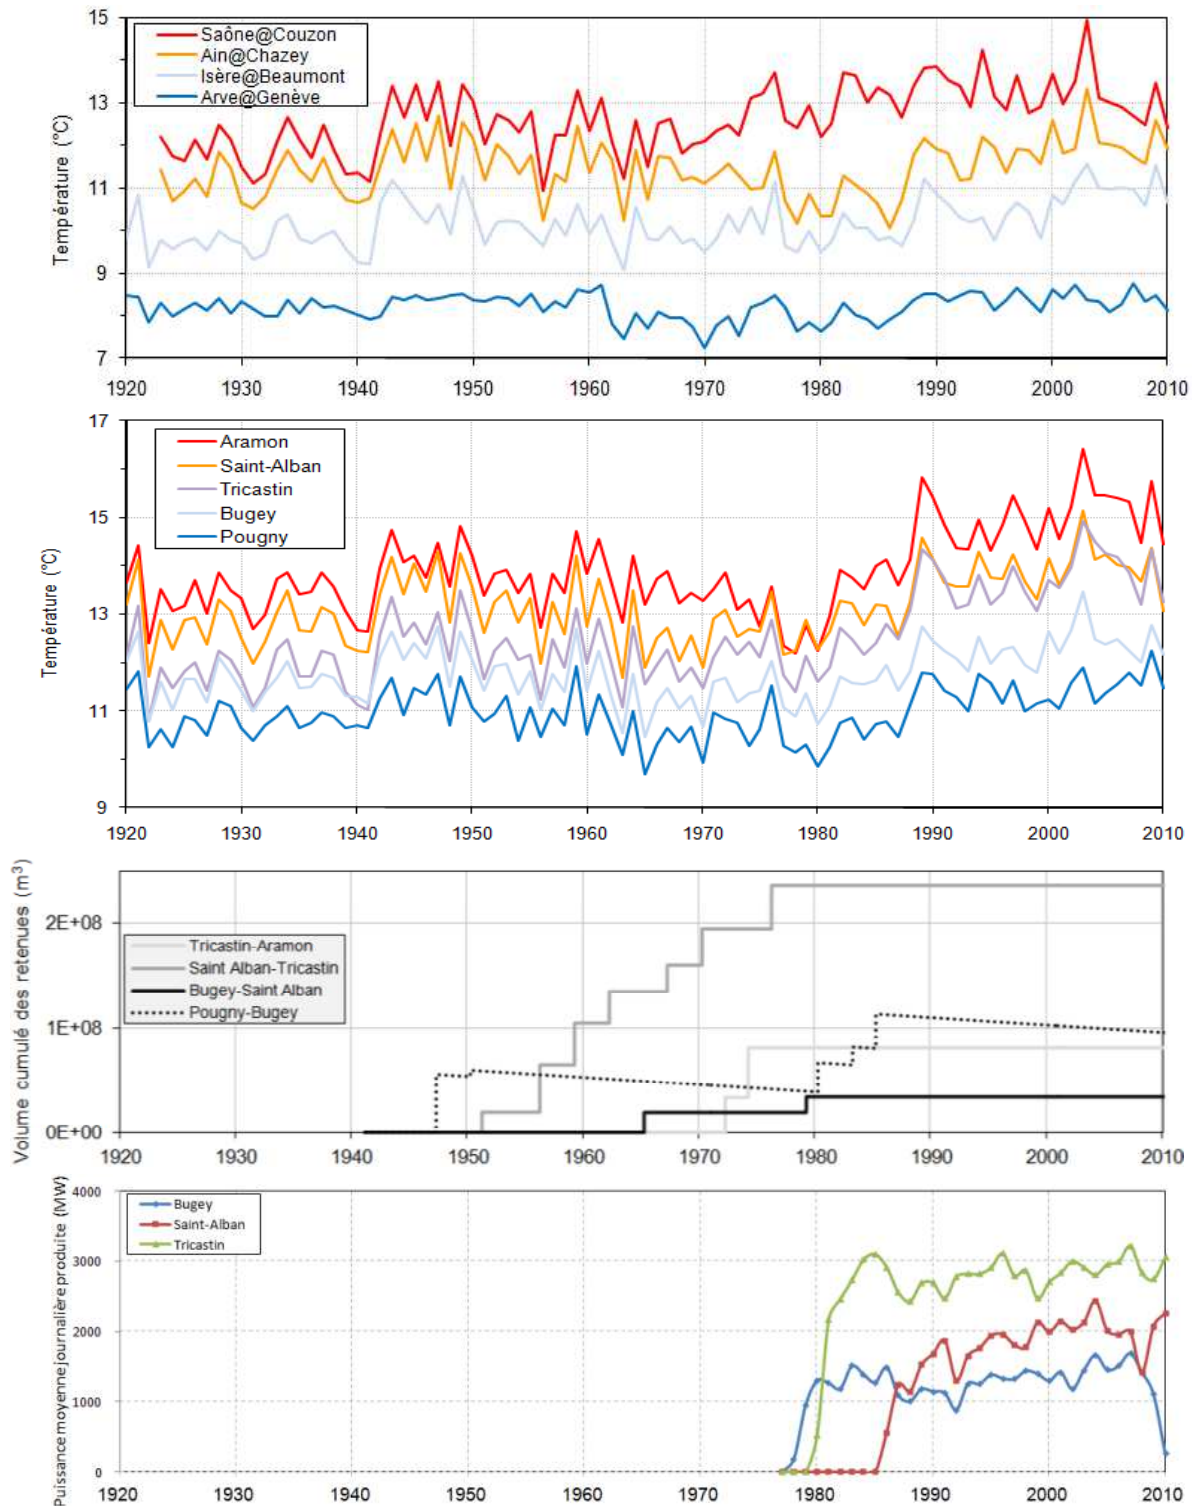 Température (°C)
15
13
11
9
7
Saône@Couzon
Ain@Chazey
Isère@Beaumont
Arve@Genève
1920 1930 1940 1950 1960 1970 1980 1990 2000 2010
Température (°C)
17
15
13
11
9
Aramon
Saint-Alban
Tricastin
Bugey
Pougny
1920 1930 1940 1950 1960 1970 1980 1990 2000 2010
Volume cumulé des retenues (m³)
2E+08
1E+08
0E+00
Tricastin-Aramon
Saint Alban-Tricastin
Bugey-Saint Alban
Pougny-Bugey
1920 1930 1940 1950 1960 1970 1980 1990 2000 2010
Puissance moyenne journalière produite (MW)
4000
3000
2000
1000
0
Bugey
Saint-Alban
Tricastin
1920 1930 1940 1950 1960 1970 1980 1990 2000 2010